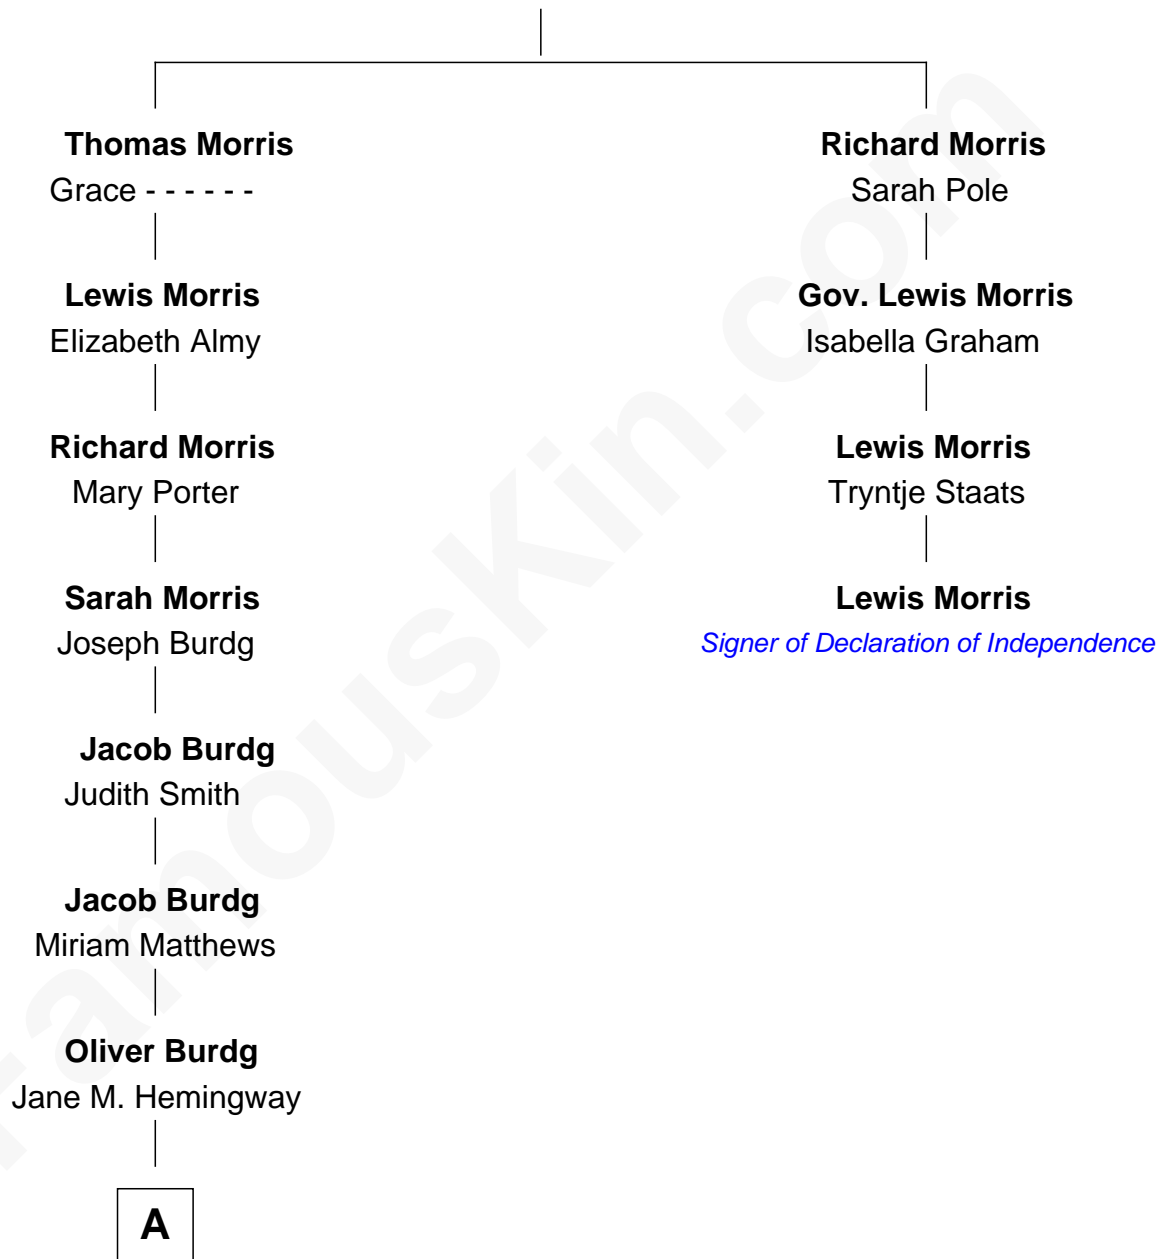 Thomas Morris
Grace - - - - - -
Lewis Morris
Elizabeth Almy
Richard Morris
Mary Porter
Sarah Morris
Joseph Burdg
Jacob Burdg
Judith Smith
Jacob Burdg
Miriam Matthews
Oliver Burdg
Jane M. Hemingway
A
Richard Morris
Sarah Pole
Gov. Lewis Morris
Isabella Graham
Lewis Morris
Tryntje Staats
Lewis Morris
Signer of Declaration of Independence
FamousKin.com